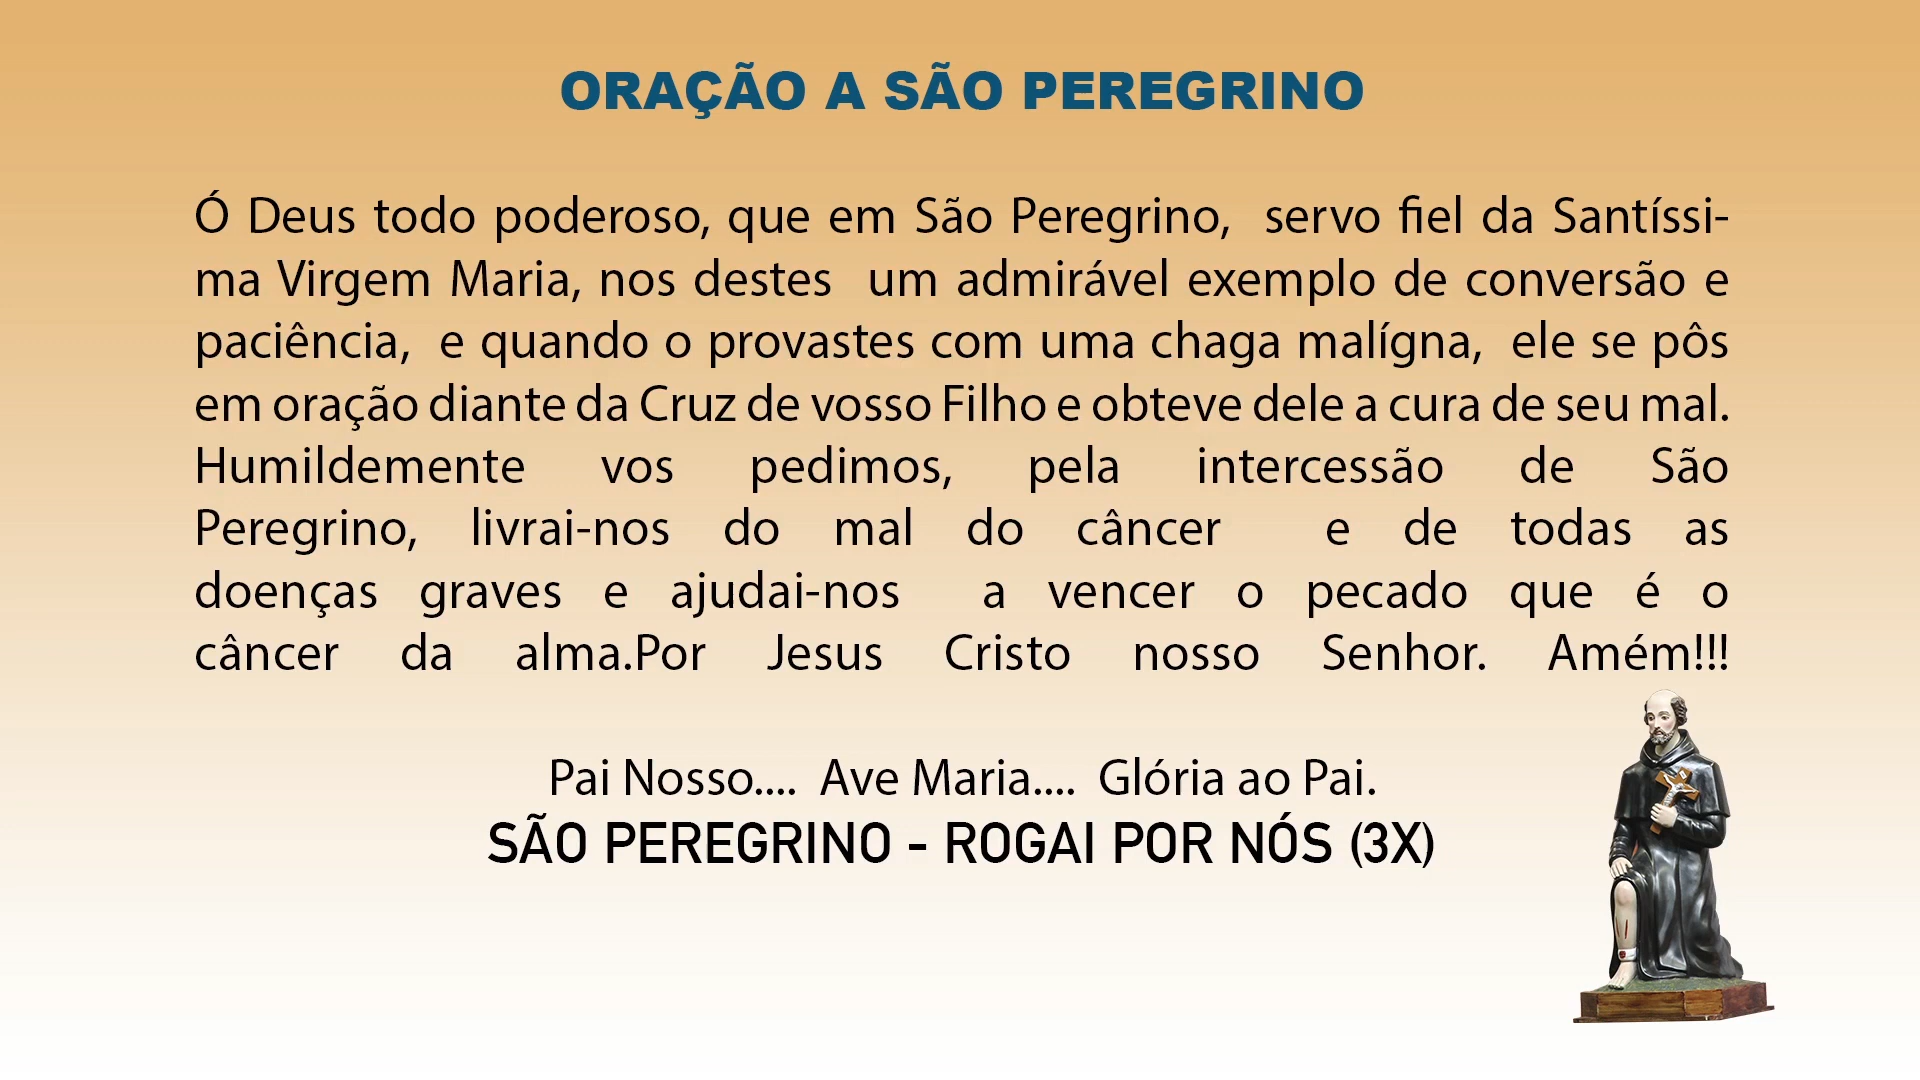 ORAÇÃO A SÃO PEREGRINO
Ó Deus todo poderoso, que em São Peregrino, servo fiel da Santíssi-
ma Virgem Maria, nos destes um admirável exemplo de conversão e
paciência, e quando o provastes com uma chaga malígna, ele se pôs
em oração diante da Cruz de vosso Filho e obteve dele a cura de seu mal.
Humildemente vos pedimos, pela intercessão de São
Peregrino, livrai-nos do mal do câncer e de todas as
doenças graves e ajudai-nos a vencer o pecado que é o
câncer da alma.Por Jesus Cristo nosso Senhor. Amém!!!
Pai Nosso.... Ave Maria.... Glória ao Pai.
SÃO PEREGRINO - ROGAI POR NÓS (3X)